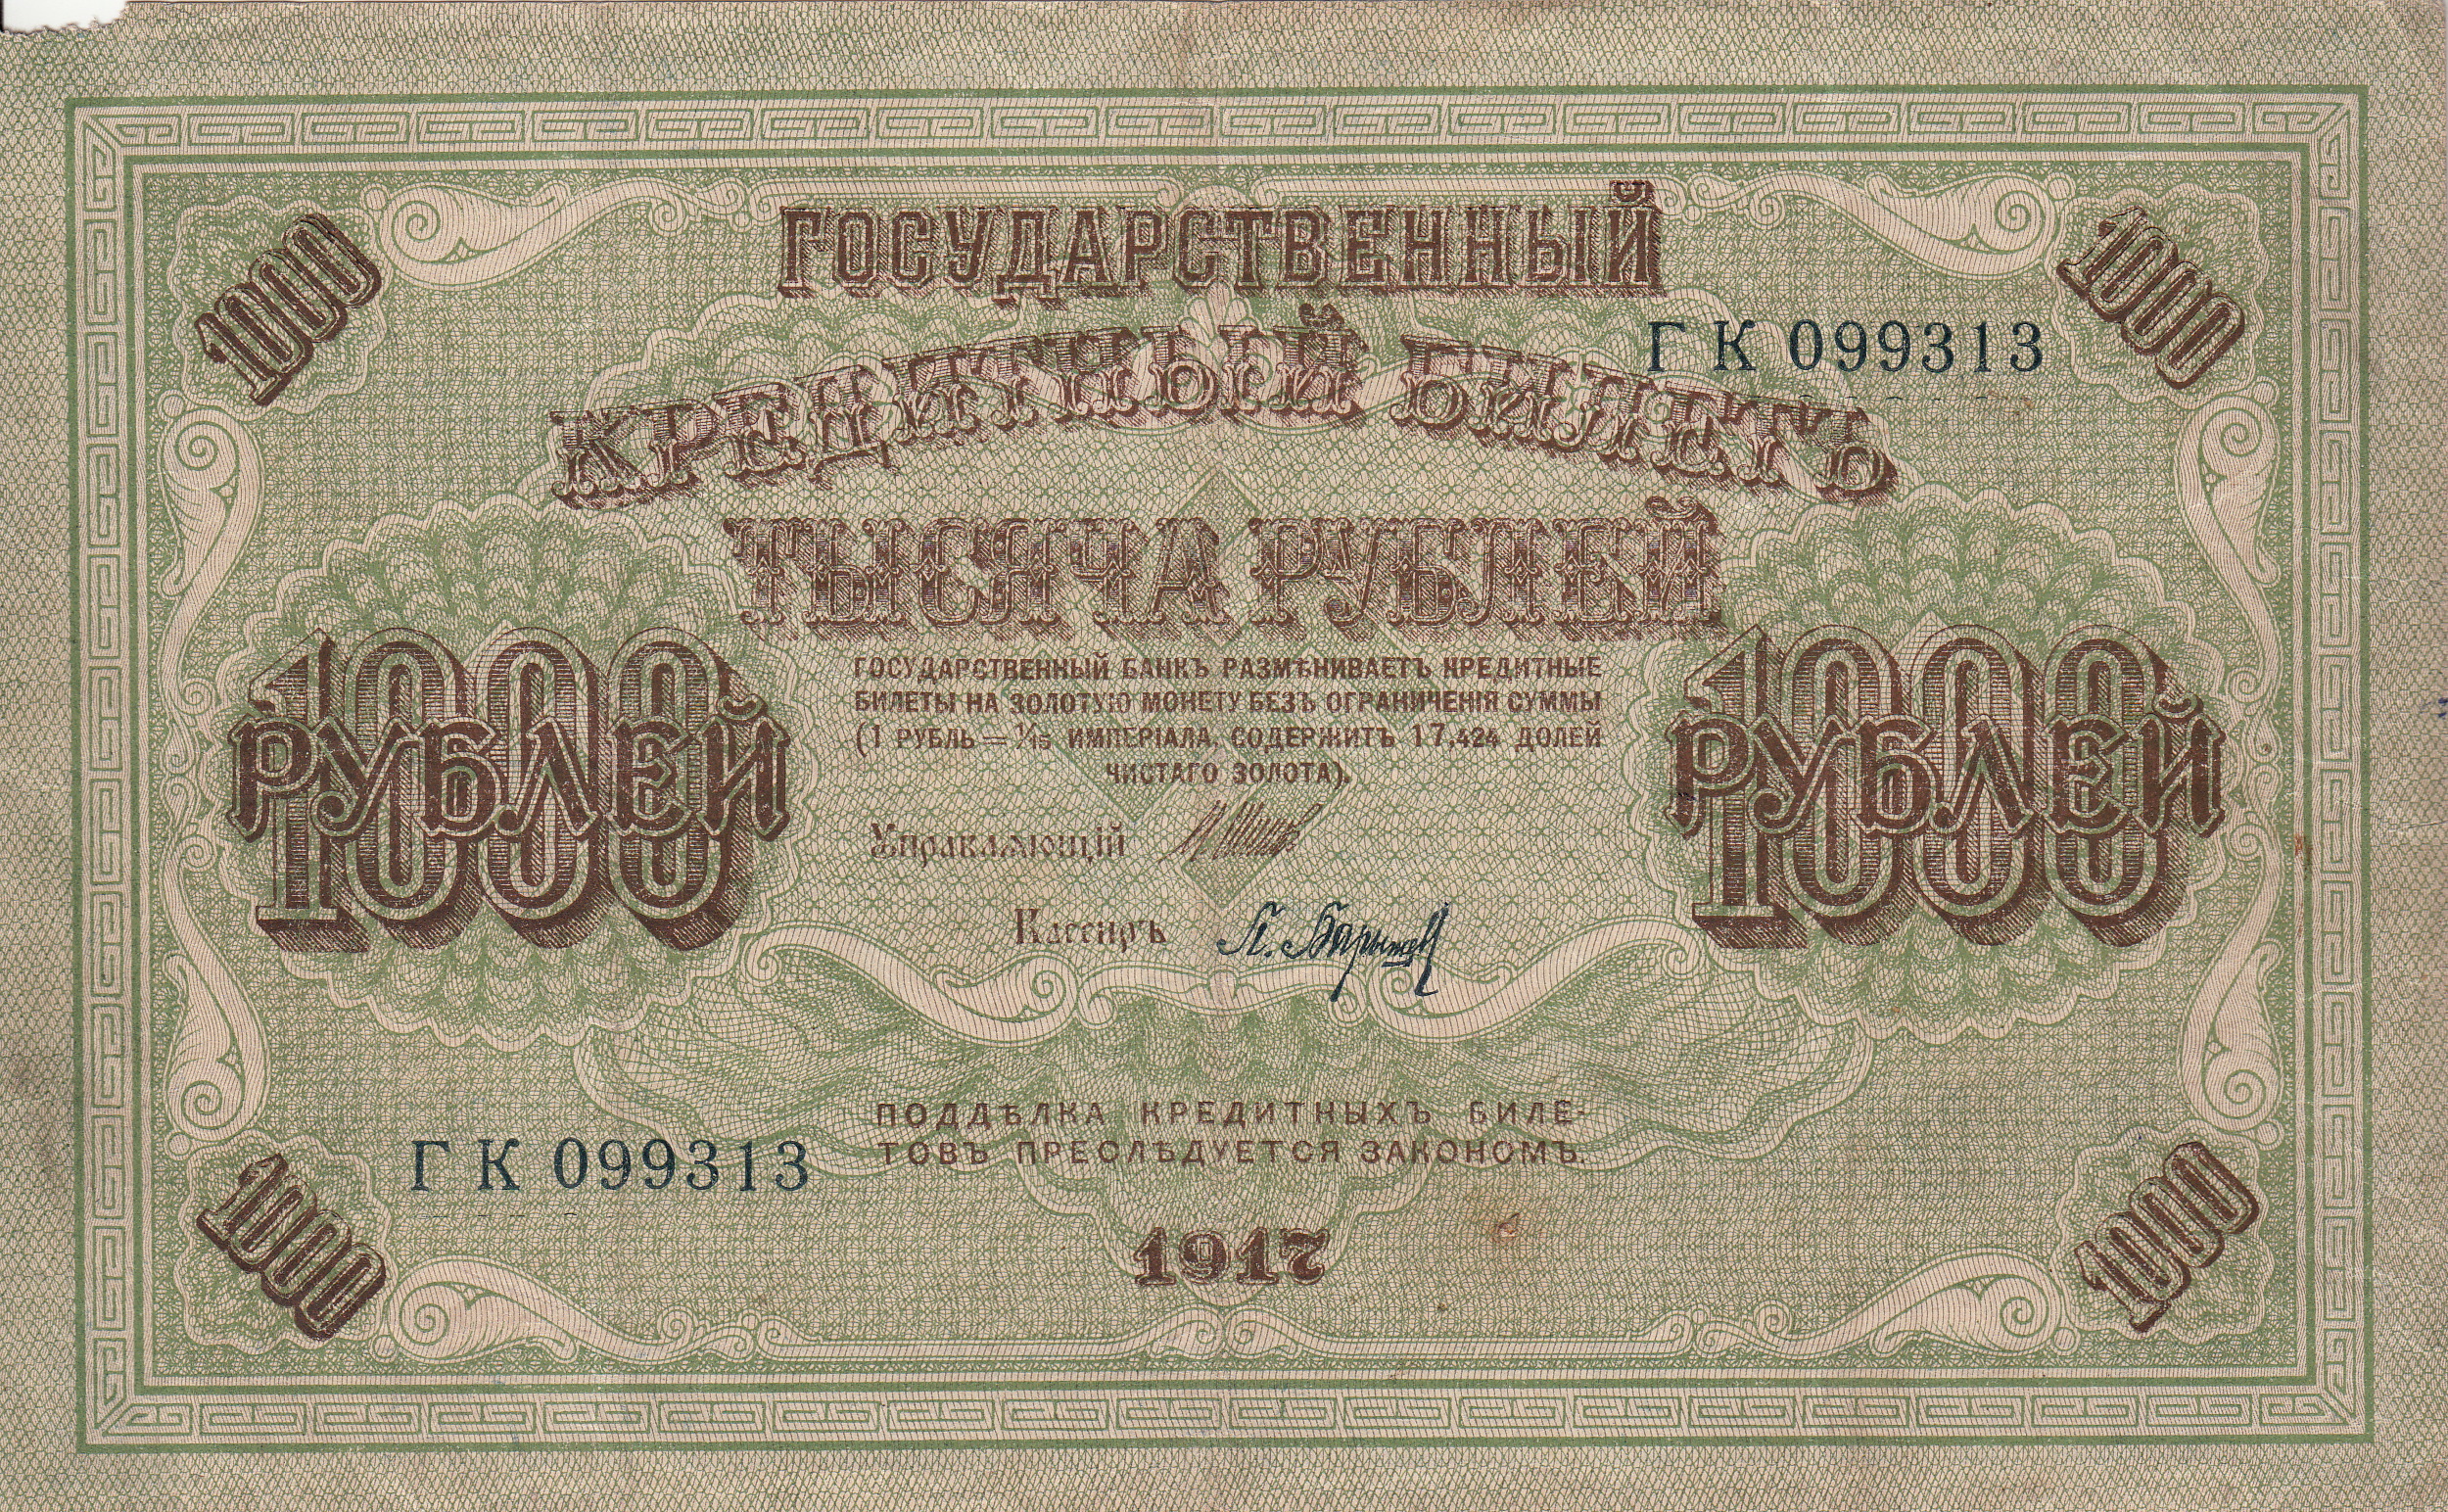 1000
ГОСУДАРСТВЕННЫЙ
1000
ГК 099313
КРЕДИТНЫЙ БИЛЕТЪ
ТЫСЯЧА РУБЛЕЙ
1000
РУБЛЕЙ
ГОСУДАРСТВЕННЫЙ БАНКЪ РАЗМѢНИВАЕТЪ КРЕДИТНЫЕ
БИЛЕТЫ НА ЗОЛОТУЮ МОНЕТУ БЕЗЪ ОГРАНИЧЕНІЯ СУММЫ
(1 РУБЛЬ = 1/15 ИМПЕРІАЛА, СОДЕРЖИТЪ 17,424 ДОЛЕЙ
ЧИСТАГО ЗОЛОТА).
1000
РУБЛЕЙ
Управляющій
Кассиръ
ПОДДѢЛКА КРЕДИТНЫХЪ БИЛЕ-
ТОВЪ ПРЕСЛѢДУЕТСЯ ЗАКОНОМЪ.
ГК 099313
1000
1917
1000